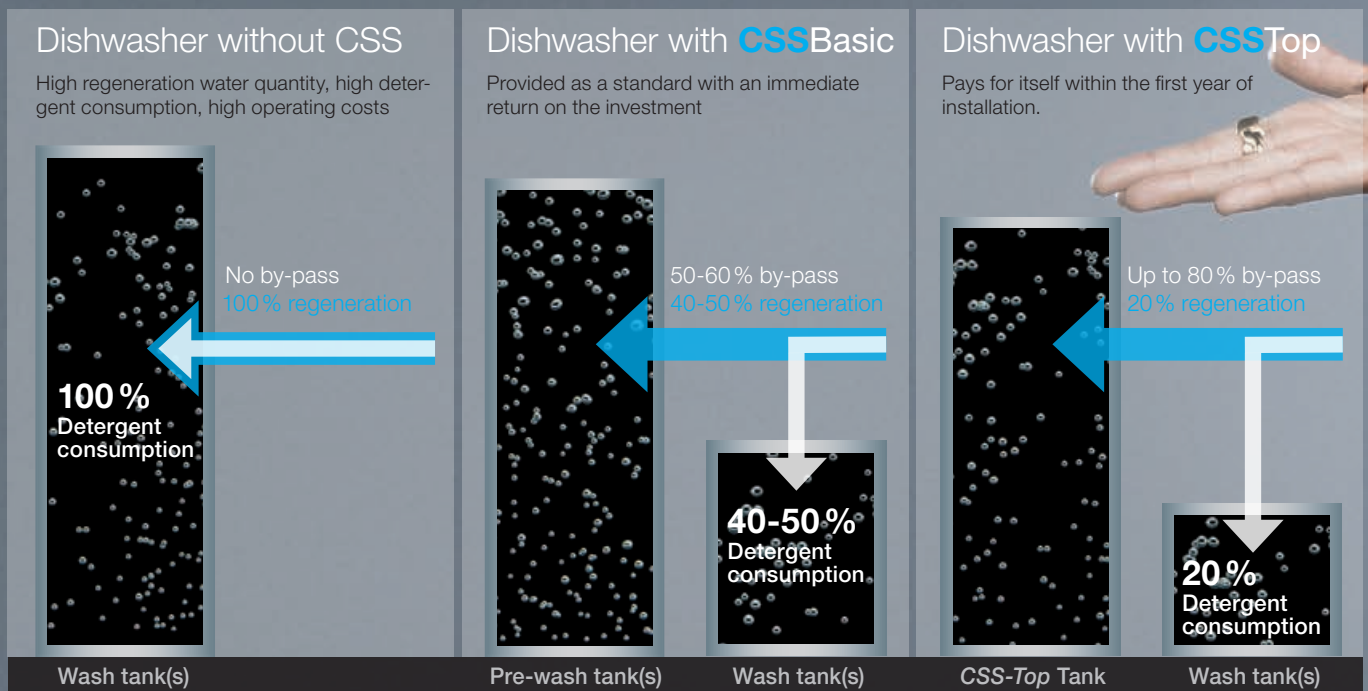 Dishwasher without CSS
High regeneration water quantity, high deter-
gent consumption, high operating costs
No by-pass
100 % regeneration
100 %
Detergent
consumption
Wash tank(s)
Dishwasher with CSSBasic
Provided as a standard with an immediate
return on the investment
50-60 % by-pass
40-50 % regeneration
40-50 %
Detergent
consumption
Pre-wash tank(s)
Wash tank(s)
Dishwasher with CSSTop
Pays for itself within the first year of
installation.
Up to 80 % by-pass
20 % regeneration
20 %
Detergent
consumption
CSS-Top Tank
Wash tank(s)